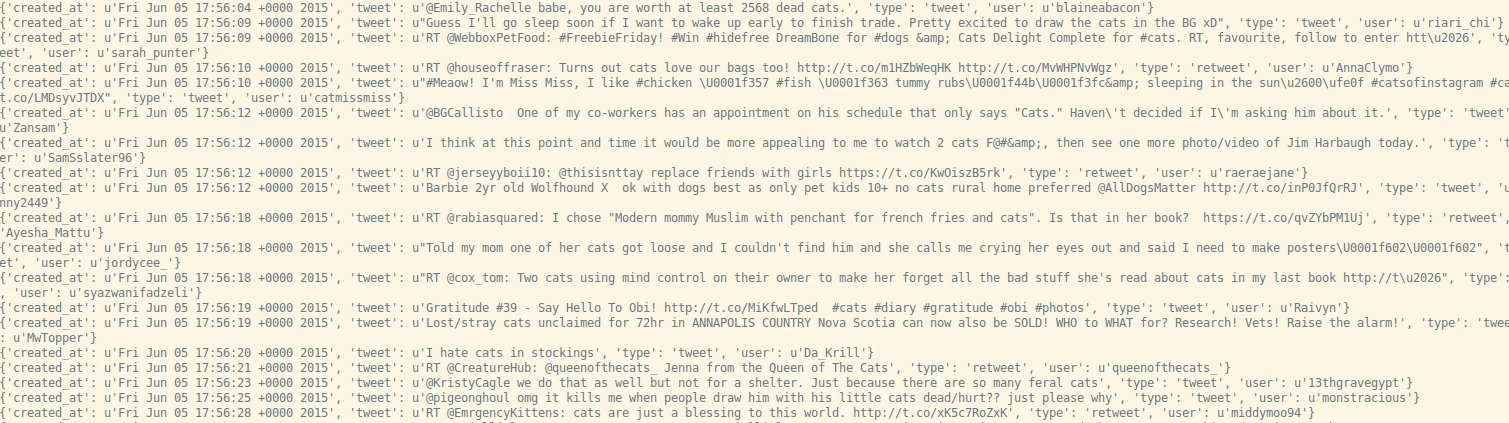 {'created_at': u'Fri Jun 05 17:56:04 +0000 2015', 'tweet': u'@Emily_Rachelle babe, you are worth at least 2568 dead cats.', 'type': 'tweet', 'user': u'blaineabacon'}
{'created_at': u'Fri Jun 05 17:56:09 +0000 2015', 'tweet': u"Guess I'll go sleep soon if I want to wake up early to finish trade. Pretty excited to draw the cats in the BG xD", 'type': 'tweet', 'user': u'riari_chi'}
{'created_at': u'Fri Jun 05 17:56:09 +0000 2015', 'tweet': u'RT @WebboxPetFood: #FreebieFriday! #Win #hidefree DreamBone for #dogs &amp; Cats Delight Complete for #cats. RT, favourite, follow to enter htt\u2026', 'ty
eet', 'user': u'sarah_punter'}
{'created_at': u'Fri Jun 05 17:56:10 +0000 2015', 'tweet': u'RT @houseoffraser: Turns out cats love our bags too! http://t.co/m1HZbWeqHK http://t.co/MvWHPNvWgz', 'type': 'retweet', 'user': u'AnnaClymo'}
{'created_at': u'Fri Jun 05 17:56:10 +0000 2015', 'tweet': u"#Meaow! I'm Miss Miss, I like #chicken \U0001f357 #fish \U0001f363 tummy rubs\U0001f44b\U0001f3fc&amp; sleeping in the sun\u2600\ufe0f #catsofinstagram #ca
t.co/LMDsyvJTDX", 'type': 'tweet', 'user': u'catmissmiss'}
{'created_at': u'Fri Jun 05 17:56:12 +0000 2015', 'tweet': u'@BGCallisto  One of my co-workers has an appointment on his schedule that only says "Cats." Haven\'t decided if I\'m asking him about it.', 'type': 'tweet'
u'Zansam'}
{'created_at': u'Fri Jun 05 17:56:12 +0000 2015', 'tweet': u'I think at this point and time it would be more appealing to me to watch 2 cats F@#&amp;, then see one more photo/video of Jim Harbaugh today.', 'type': 't
er': u'SamSslater96'}
{'created_at': u'Fri Jun 05 17:56:12 +0000 2015', 'tweet': u'RT @jerseyyboii10: @thisisnttay replace friends with girls https://t.co/KwOiszB5rk', 'type': 'retweet', 'user': u'raeraejane'}
{'created_at': u'Fri Jun 05 17:56:12 +0000 2015', 'tweet': u'Barbie 2yr old Wolfhound X  ok with dogs best as only pet kids 10+ no cats rural home preferred @AllDogsMatter http://t.co/inP0JfQrRJ', 'type': 'tweet', 'u
nny2449'}
{'created_at': u'Fri Jun 05 17:56:18 +0000 2015', 'tweet': u'RT @rabiasquared: I chose "Modern mommy Muslim with penchant for french fries and cats". Is that in her book?  https://t.co/qvZYbPM1Uj', 'type': 'retweet',
'Ayesha_Mattu'}
{'created_at': u'Fri Jun 05 17:56:18 +0000 2015', 'tweet': u"Told my mom one of her cats got loose and I couldn't find him and she calls me crying her eyes out and said I need to make posters\U0001f602\U0001f602", 't
et', 'user': u'jordycee_'}
{'created_at': u'Fri Jun 05 17:56:18 +0000 2015', 'tweet': u"RT @cox_tom: Two cats using mind control on their owner to make her forget all the bad stuff she's read about cats in my last book http://t\u2026", 'type':
, 'user': u'syazwanifadzeli'}
{'created_at': u'Fri Jun 05 17:56:19 +0000 2015', 'tweet': u'Gratitude #39 - Say Hello To Obi! http://t.co/MiKfwLTped  #cats #diary #gratitude #obi #photos', 'type': 'tweet', 'user': u'Raivyn'}
{'created_at': u'Fri Jun 05 17:56:19 +0000 2015', 'tweet': u'Lost/stray cats unclaimed for 72hr in ANNAPOLIS COUNTRY Nova Scotia can now also be SOLD! WHO to WHAT for? Research! Vets! Raise the alarm!', 'type': 'twee
: u'MwTopper'}
{'created_at': u'Fri Jun 05 17:56:20 +0000 2015', 'tweet': u'I hate cats in stockings', 'type': 'tweet', 'user': u'Da_Krill'}
{'created_at': u'Fri Jun 05 17:56:21 +0000 2015', 'tweet': u'RT @CreatureHub: @queenofthecats_ Jenna from the Queen of The Cats', 'type': 'retweet', 'user': u'queenofthecats_'}
{'created_at': u'Fri Jun 05 17:56:23 +0000 2015', 'tweet': u'@KristyCagle we do that as well but not for a shelter. Just because there are so many feral cats', 'type': 'tweet', 'user': u'13thgravegypt'}
{'created_at': u'Fri Jun 05 17:56:25 +0000 2015', 'tweet': u'@pigeonghoul omg it kills me when people draw him with his little cats dead/hurt?? just please why', 'type': 'tweet', 'user': u'monstracious'}
{'created_at': u'Fri Jun 05 17:56:28 +0000 2015', 'tweet': u'RT @EmrgencyKittens: cats are just a blessing to this world. http://t.co/xK5c7RoZxK', 'type': 'retweet', 'user': u'middymoo94'}